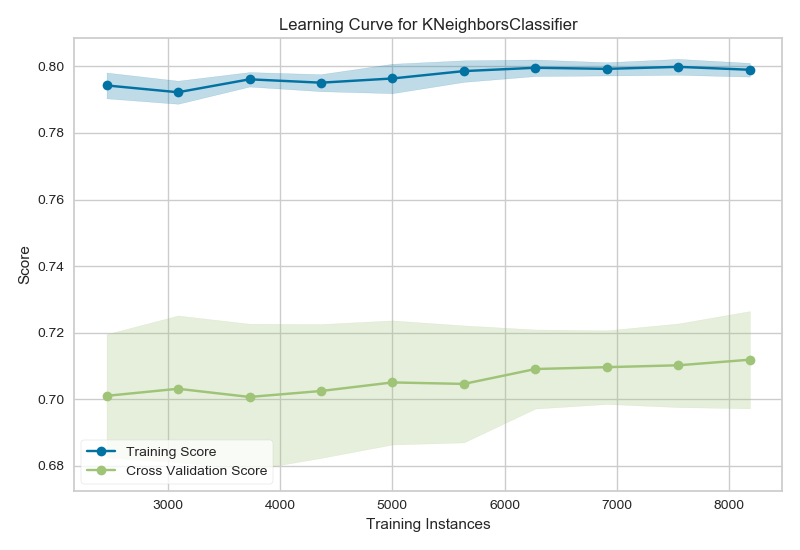 Learning Curve for KNeighborsClassifier
0.80
0.78
0.76
0.74
0.72
0.70
0.68
Score
Training Score
Cross Validation Score
3000 4000 5000 6000 7000 8000
Training Instances